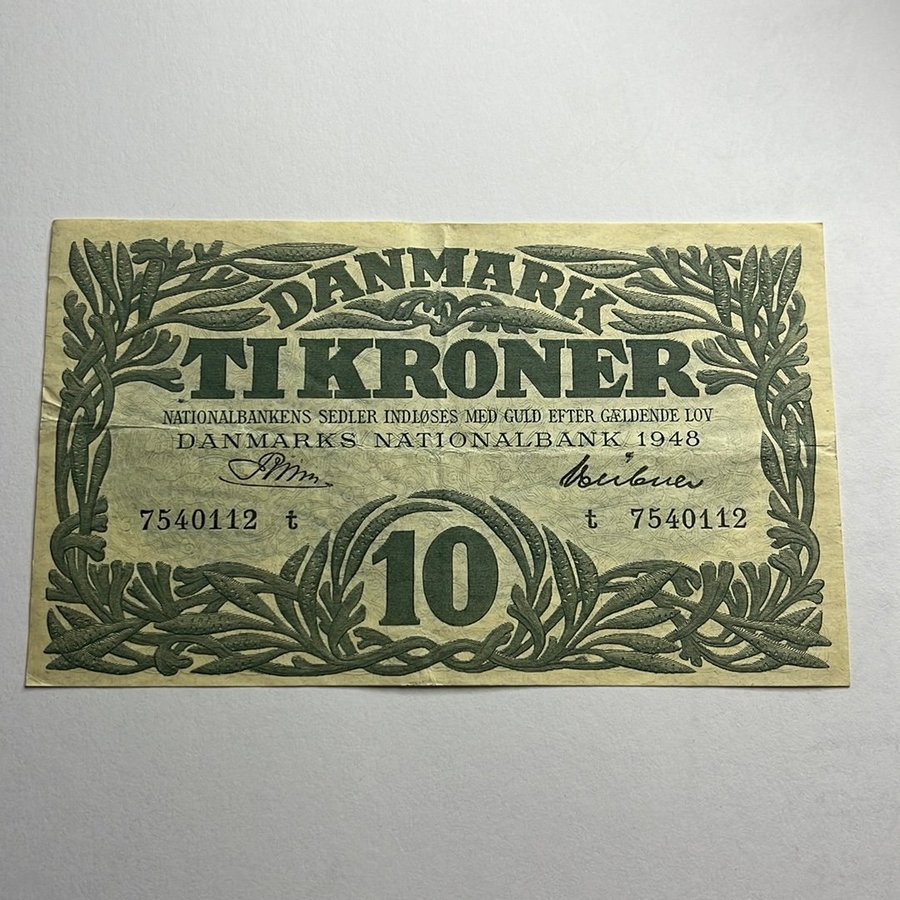 DANMARK
TI KRONER
NATIONALBANKENS SEDLER INDLØSES MED GULD EFTER GÆLDENDE LOV
DANMARKS NATIONALBANK 1948
7540112 t t 7540112
10